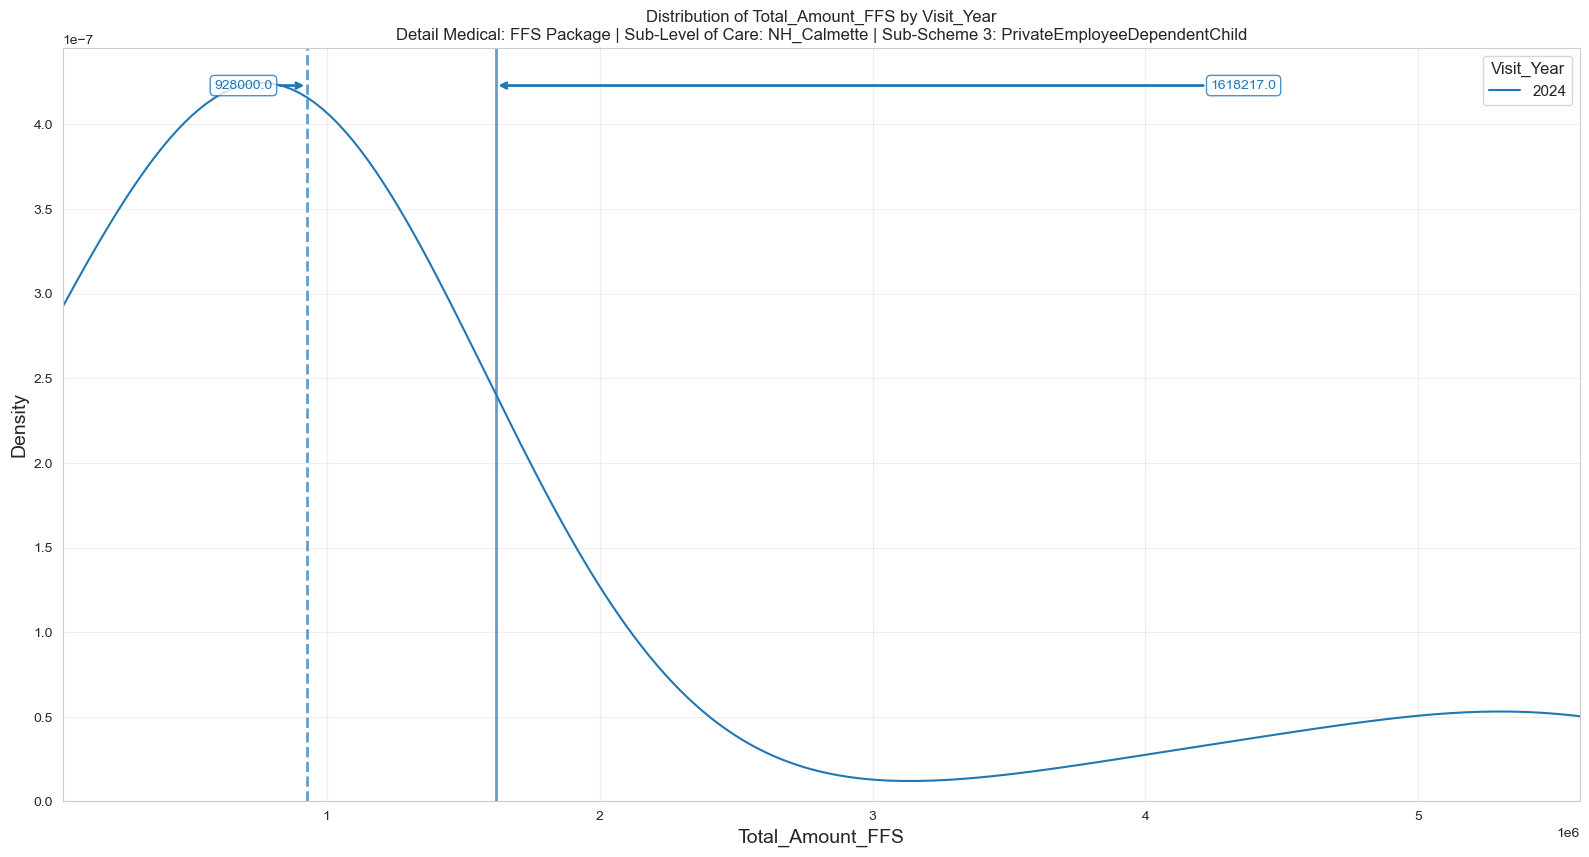 Distribution of Total_Amount_FFS by Visit_Year
Detail Medical: FFS Package | Sub-Level of Care: NH_Calmette | Sub-Scheme 3: PrivateEmployeeDependentChild
1e−7
928000.0
1618217.0
Visit_Year
2024
4.0
3.5
3.0
2.5
2.0
1.5
1.0
0.5
0.0
Density
1 2 3 4 5
1e6
Total_Amount_FFS